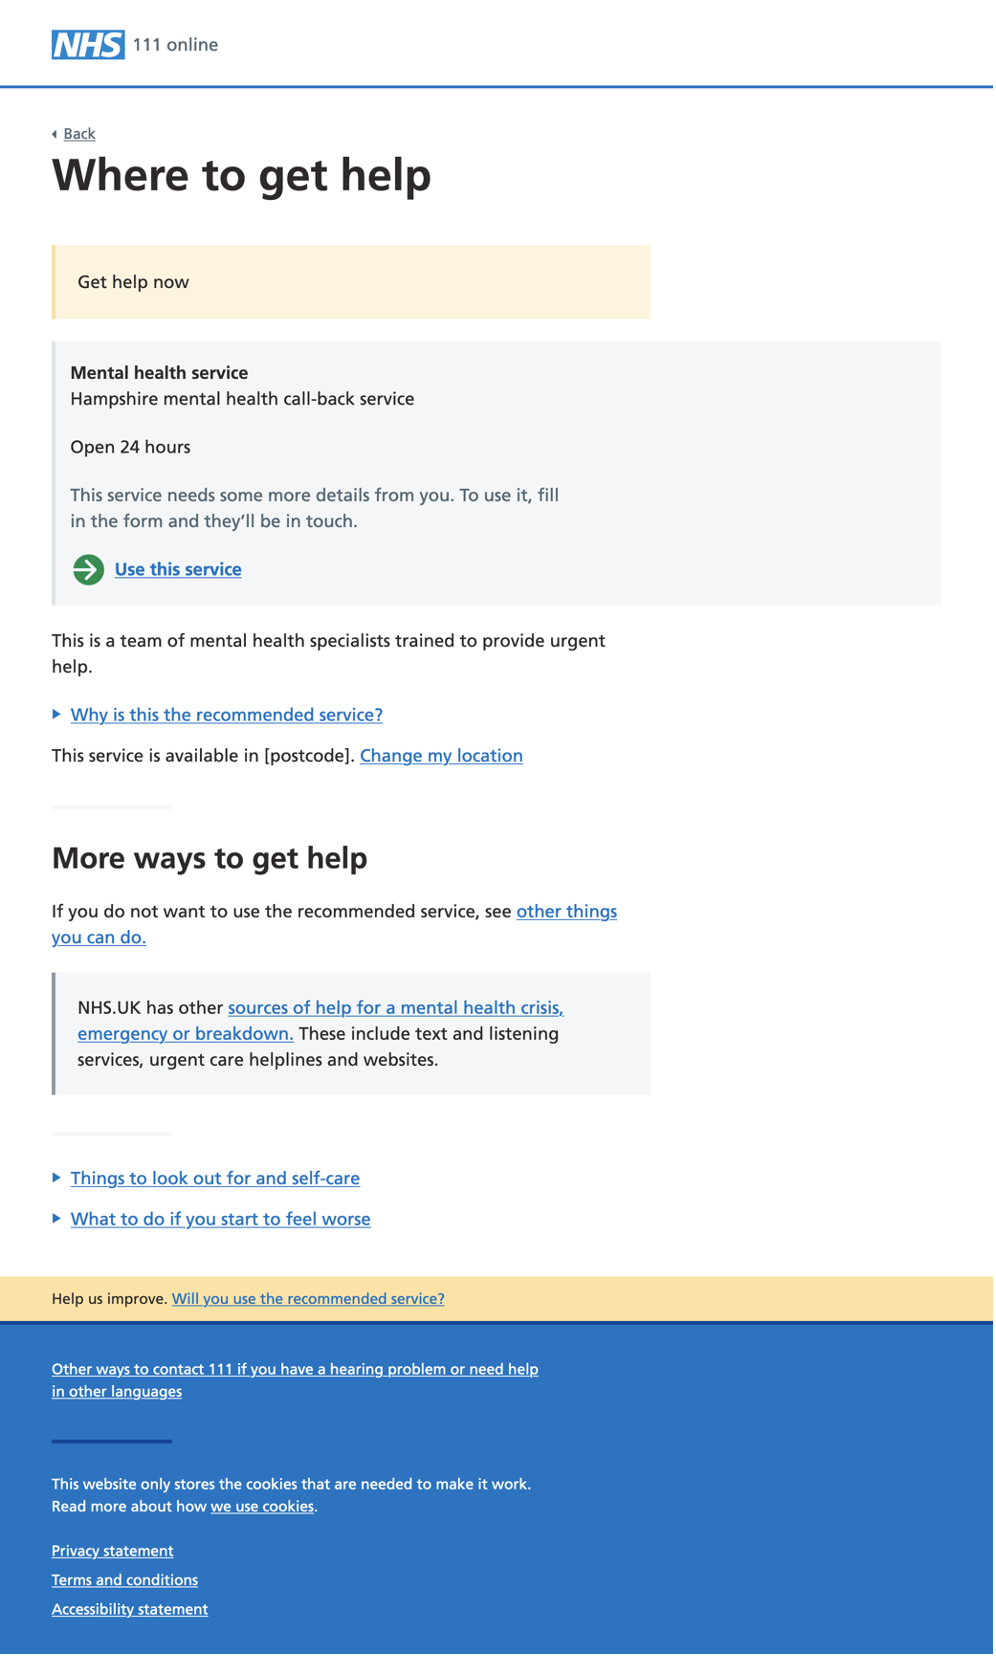 NHS 111 online
Back
Where to get help
Get help now
Mental health service
Hampshire mental health call-back service
Open 24 hours
This service needs some more details from you. To use it, fill
in the form and they’ll be in touch.
Use this service
This is a team of mental health specialists trained to provide urgent
help.
Why is this the recommended service?
This service is available in [postcode]. Change my location
More ways to get help
If you do not want to use the recommended service, see other things
you can do.
NHS.UK has other sources of help for a mental health crisis,
emergency or breakdown. These include text and listening
services, urgent care helplines and websites.
Things to look out for and self-care
What to do if you start to feel worse
Help us improve. Will you use the recommended service?
Other ways to contact 111 if you have a hearing problem or need help
in other languages
This website only stores the cookies that are needed to make it work.
Read more about how we use cookies.
Privacy statement
Terms and conditions
Accessibility statement